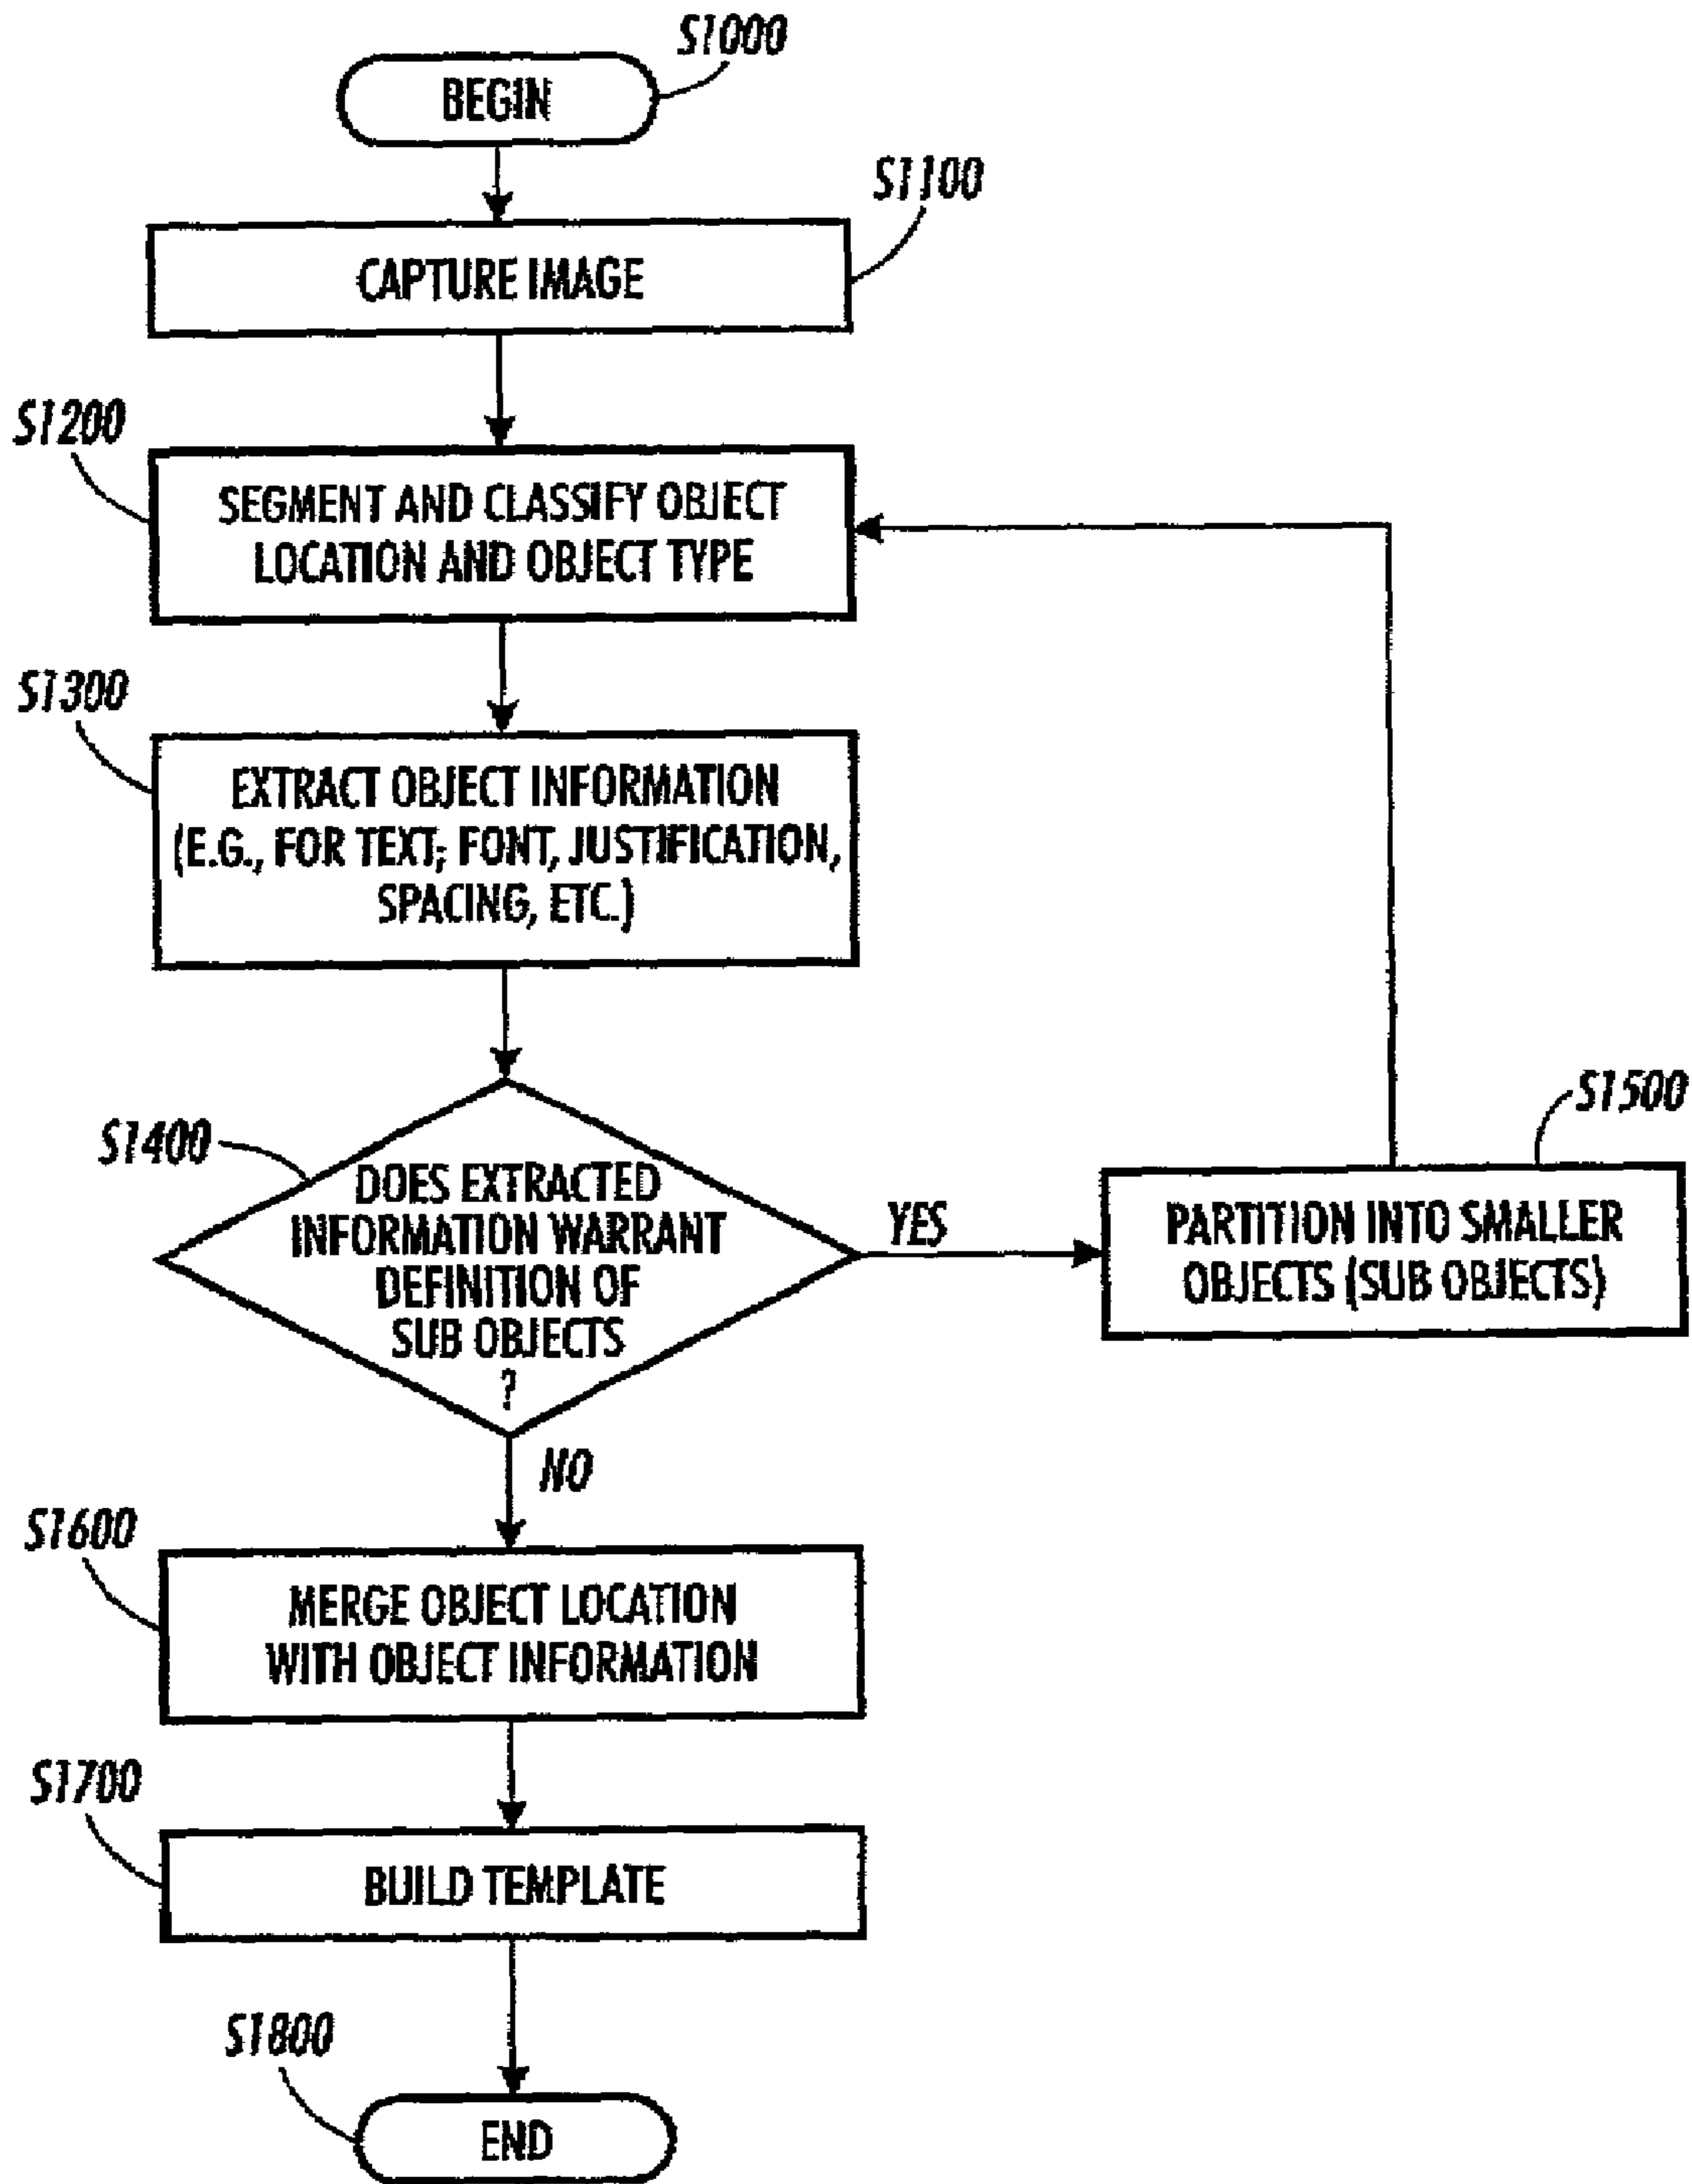 S1000
BEGIN
S1100
CAPTURE IMAGE
S1200
SEGMENT AND CLASSIFY OBJECT
LOCATION AND OBJECT TYPE
S1300
EXTRACT OBJECT INFORMATION
(E.G., FOR TEXT; FONT, JUSTIFICATION,
SPACING, ETC.)
S1400
DOES EXTRACTED
INFORMATION WARRANT
DEFINITION OF
SUB OBJECTS
?
YES
S1500
PARTITION INTO SMALLER
OBJECTS (SUB OBJECTS)
NO
S1600
MERGE OBJECT LOCATION
WITH OBJECT INFORMATION
S1700
BUILD TEMPLATE
S1800
END